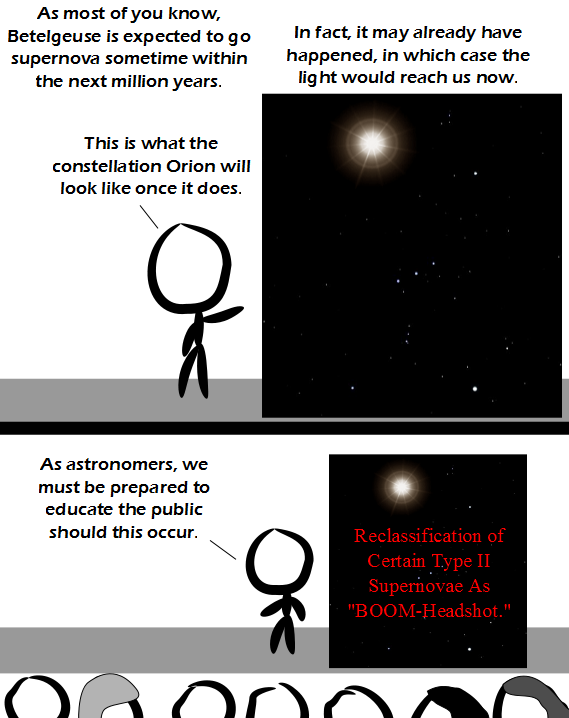 As most of you know,
Betelgeuse is expected to go
supernova sometime within
the next million years.
In fact, it may already have
happened, in which case the
light would reach us now.
This is what the
constellation Orion will
look like once it does.
As astronomers, we
must be prepared to
educate the public
should this occur.
Reclassification of
Certain Type II
Supernovae As
"BOOM-Headshot."